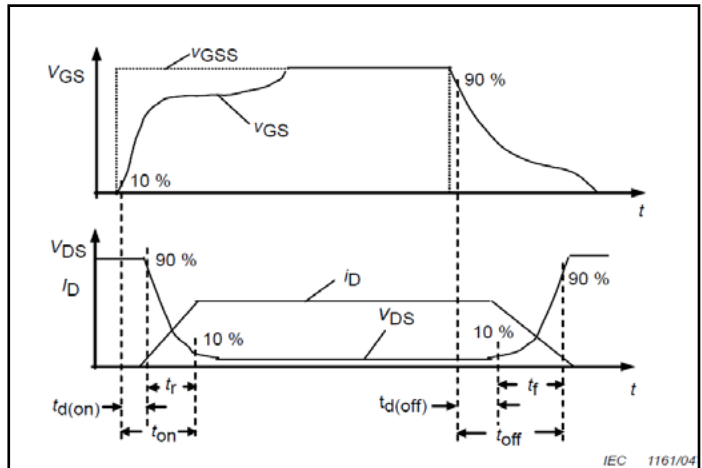 vGSS
VGS
90 %
vGS
10 %
t
VDS
90 %
iD
ID
90 %
VDS
10 %
10 %
tr
tf
t
td(on)
td(off)
ton
toff
IEC 1161/04